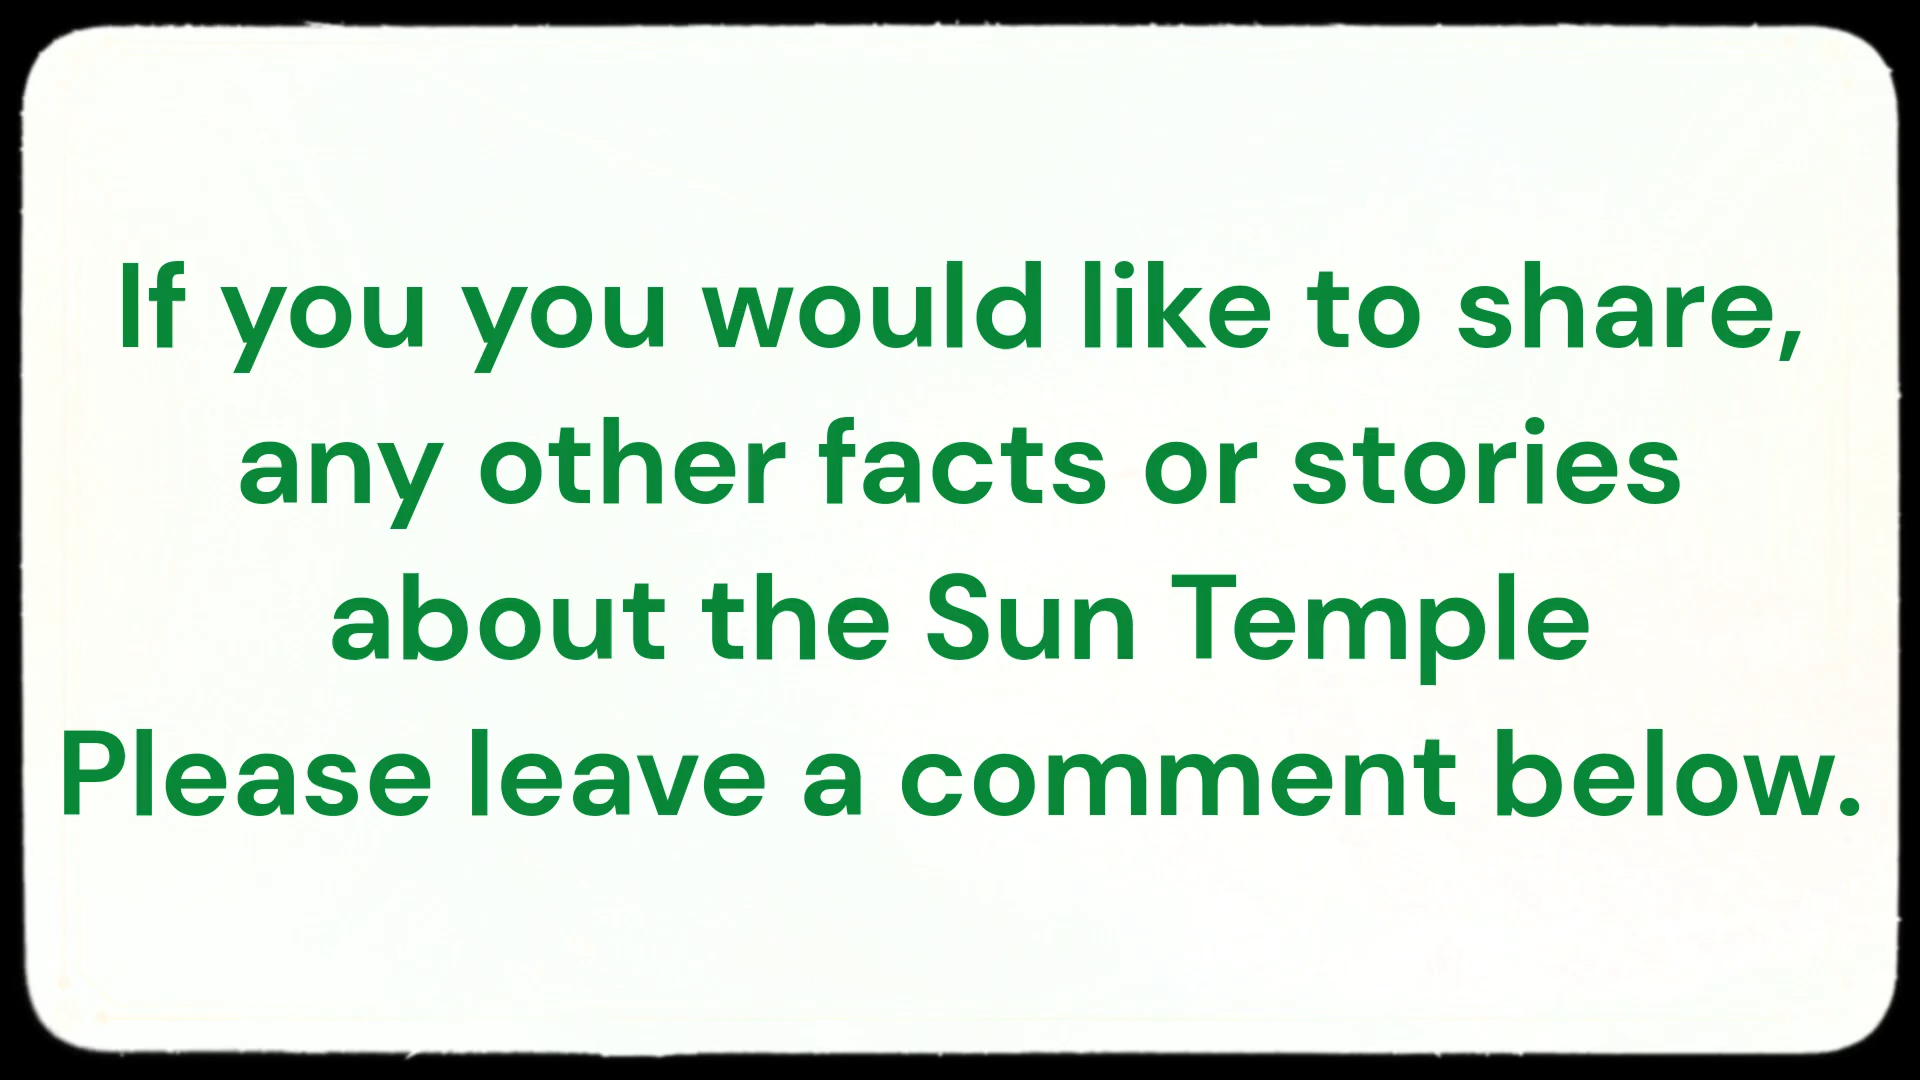 If you you would like to share,
any other facts or stories
about the Sun Temple
Please leave a comment below.